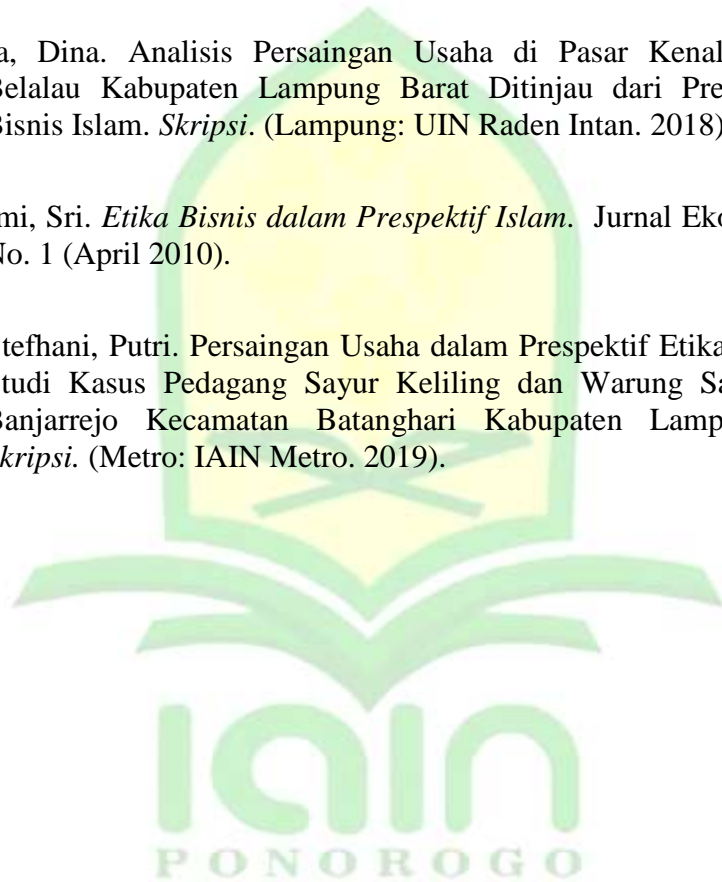 a, Dina. Analisis Persaingan Usaha di Pasar Kenal
Belalau Kabupaten Lampung Barat Ditinjau dari Pre
Bisnis Islam. Skripsi. (Lampung: UIN Raden Intan. 2018)
mi, Sri. Etika Bisnis dalam Prespektif Islam. Jurnal Eko
No. 1 (April 2010).
tefhani, Putri. Persaingan Usaha dalam Prespektif Etika
tudi Kasus Pedagang Sayur Keliling dan Warung Sa
Banjarrejo Kecamatan Batanghari Kabupaten Lamp
kripsi. (Metro: IAIN Metro. 2019).
iain
PONOROGO